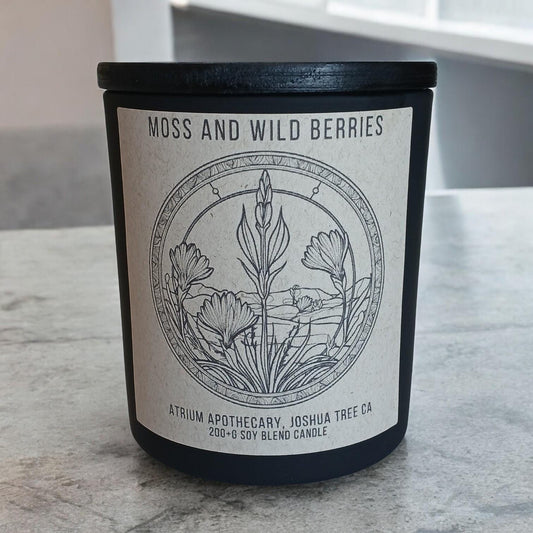 MOSS AND WILD BERRIES
ATRIUM APOTHECARY, JOSHUA TREE CA
200+G SOY BLEND CANDLE